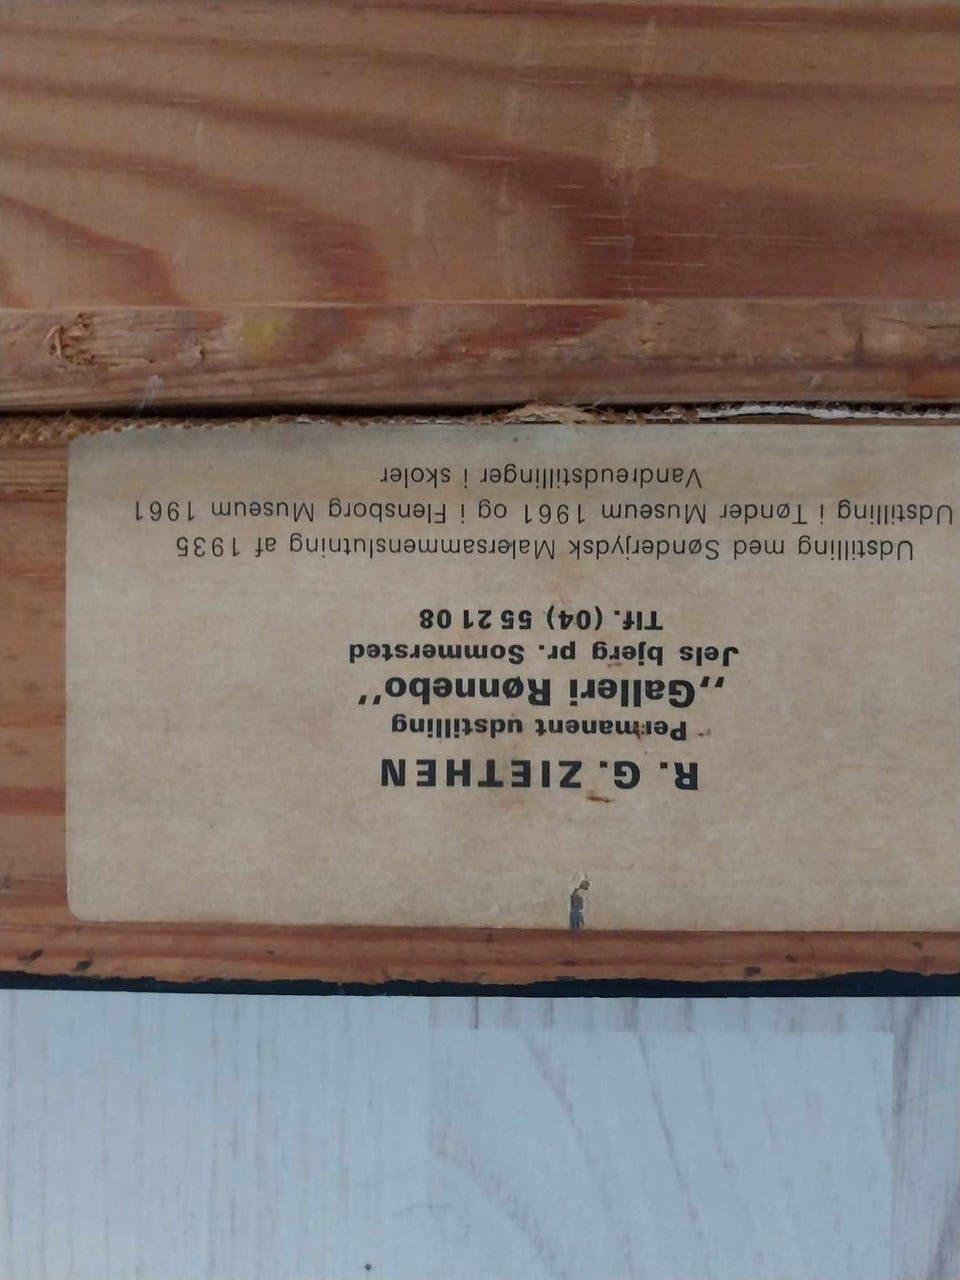 R. G. ZIETHEN
Permanent udstilling
„Galleri Rønnebo”
Jels bjerg pr. Sommersted
Tlf. (04) 55 21 08
Udstilling med Sønderjydsk Malersammenslutning af 1935
Udstilling i Tønder Museum 1961 og i Flensborg Museum 1961
Vandreudstillinger i skoler